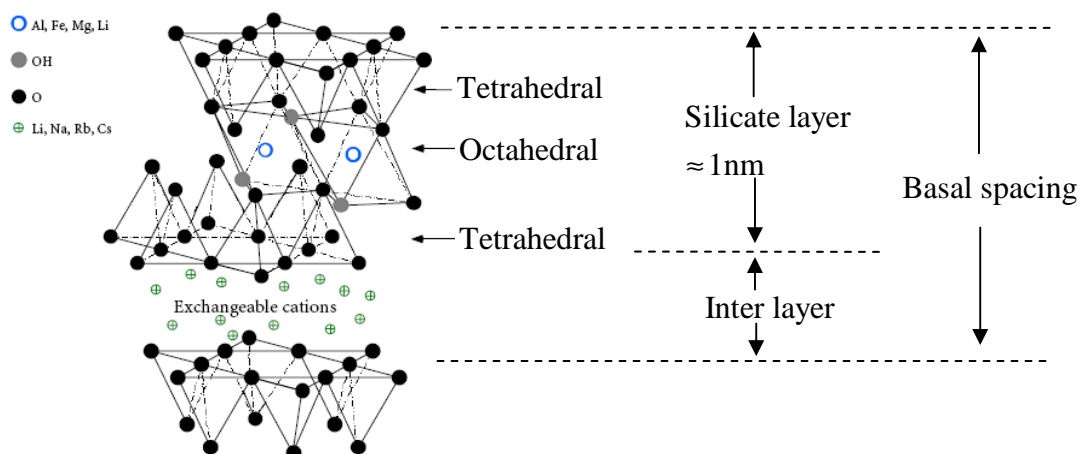 Al, Fe, Mg, Li
OH
O
Li, Na, Rb, Cs
Tetrahedral
Octahedral
Tetrahedral
Exchangeable cations
Silicate layer
≈1nm
Inter layer
Basal spacing